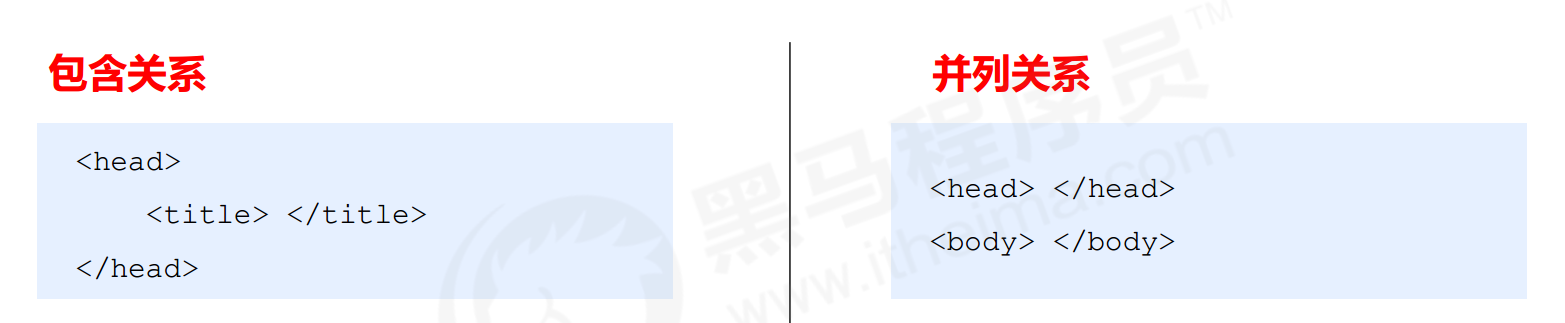 包含关系
<head>
<title> </title>
</head>
并列关系
<head> </head>
<body> </body>
黑马程序员™
www.itheima.com